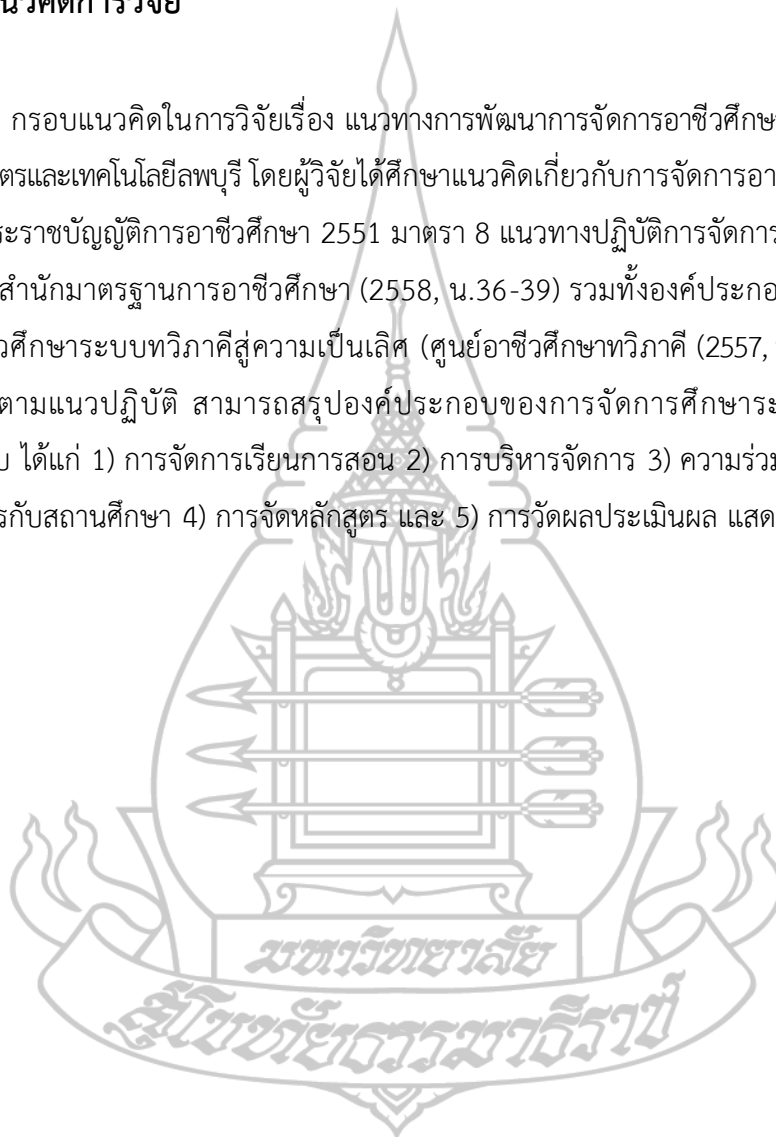 นวคิดการวิจัย
กรอบแนวคิดในการวิจัยเรื่อง แนวทางการพัฒนาการจัดการอาชีวศึกษ
ตรและเทคโนโลยีลพบุรี โดยผู้วิจัยได้ศึกษาแนวคิดเกี่ยวกับการจัดการอา
ระราชบัญญัติการอาชีวศึกษา 2551 มาตรา 8 แนวทางปฏิบัติการจัดการ
สำนักมาตรฐานการอาชีวศึกษา (2558, น.36-39) รวมทั้งองค์ประกอ
วศึกษาระบบทวิภาคีสู่ความเป็นเลิศ (ศูนย์อาชีวศึกษาทวิภาคี (2557,
ตามแนวปฏิบัติ สามารถสรุปองค์ประกอบของการจัดการศึกษาระ
บ ได้แก่ 1) การจัดการเรียนการสอน 2) การบริหารจัดการ 3) ความร่วม
รกับสถานศึกษา 4) การจัดหลักสูตร และ 5) การวัดผลประเมินผล แสด
มหาวิทยาลัย
สุโขทัยธรรมาธิราช